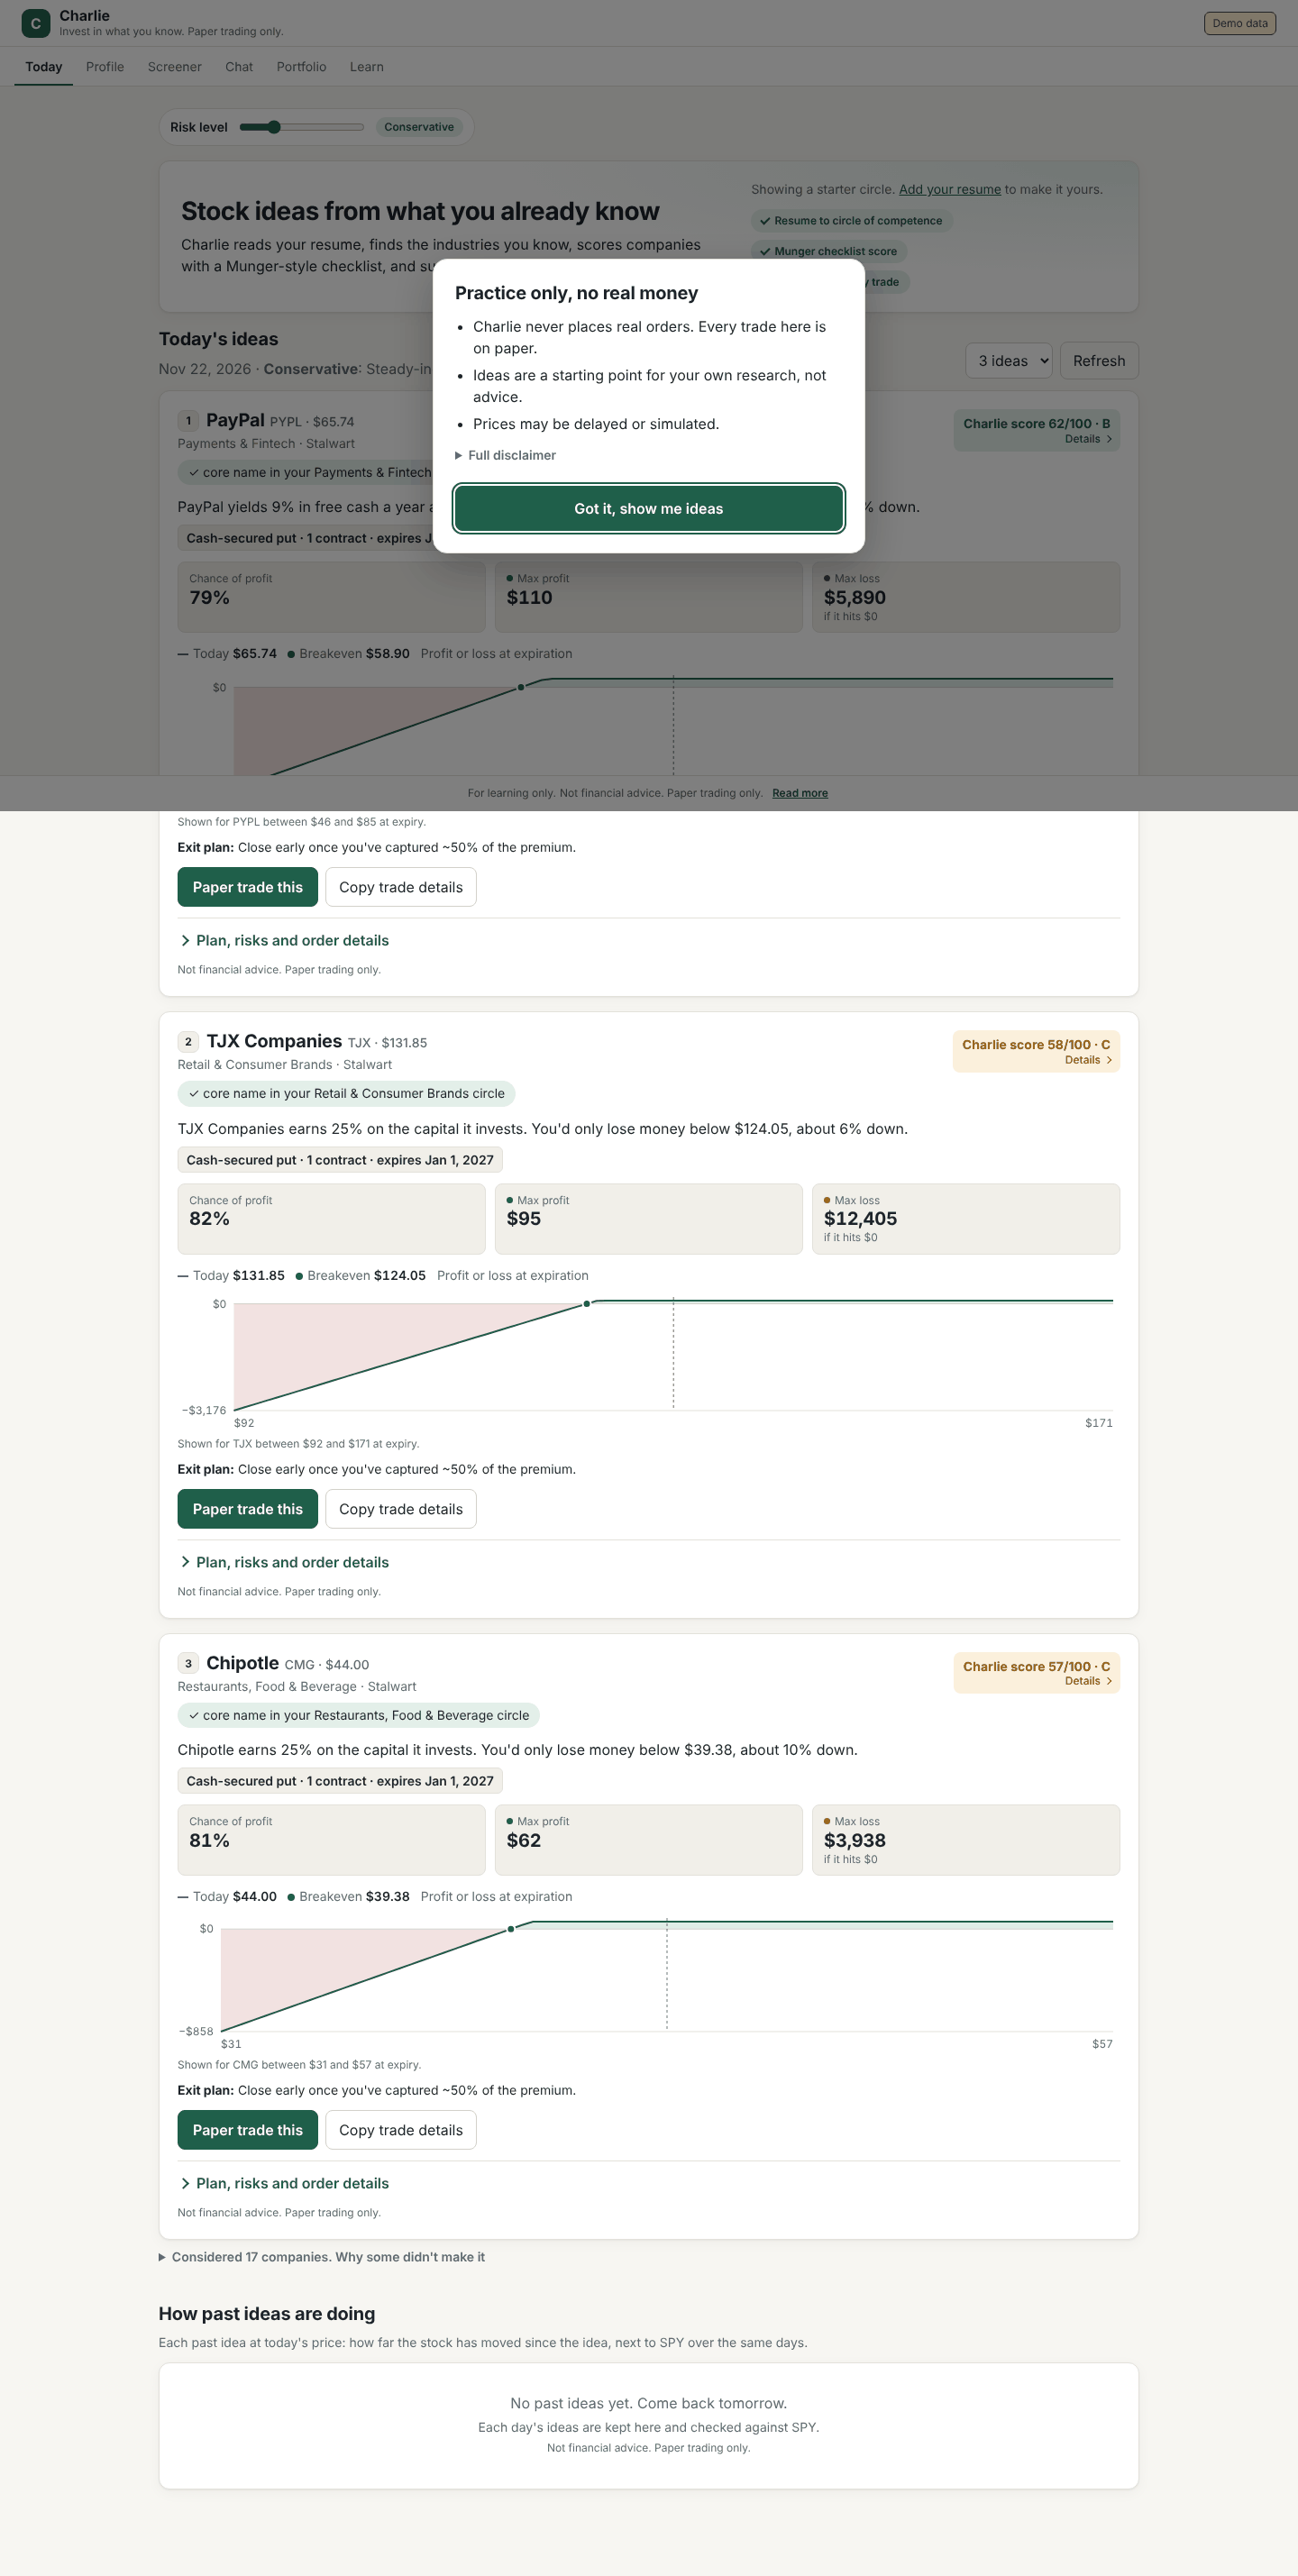 C
Charlie
Invest in what you know. Paper trading only.
Demo data
Today Profile Screener Chat Portfolio Learn
Risk level
Conservative
Stock ideas from what you already know
Charlie reads your resume, finds the industries you know, scores companies
with a Munger-style checklist, and su
Showing a starter circle. Add your resume to make it yours.
✓ Resume to circle of competence
✓ Munger checklist score
trade
Practice only, no real money
• Charlie never places real orders. Every trade here is
on paper.
• Ideas are a starting point for your own research, not
advice.
• Prices may be delayed or simulated.
Full disclaimer
Got it, show me ideas
Today's ideas
Nov 22, 2026 · Conservative: Steady-in
3 ideas
Refresh
1 PayPal PYPL · $65.74
Charlie score 62/100 · B
Details >
Payments & Fintech · Stalwart
✓ core name in your Payments & Fintech
PayPal yields 9% in free cash a year a
% down.
Cash-secured put · 1 contract · expires J
Chance of profit
79%
Max profit
$110
Max loss
$5,890
if it hits $0
Today $65.74 Breakeven $58.90 Profit or loss at expiration
$0
For learning only. Not financial advice. Paper trading only. Read more
Shown for PYPL between $46 and $85 at expiry.
Exit plan: Close early once you've captured ~50% of the premium.
Paper trade this
Copy trade details
> Plan, risks and order details
Not financial advice. Paper trading only.
2 TJX Companies TJX · $131.85
Charlie score 58/100 · C
Details >
Retail & Consumer Brands · Stalwart
✓ core name in your Retail & Consumer Brands circle
TJX Companies earns 25% on the capital it invests. You'd only lose money below $124.05, about 6% down.
Cash-secured put · 1 contract · expires Jan 1, 2027
Chance of profit
82%
Max profit
$95
Max loss
$12,405
if it hits $0
Today $131.85 Breakeven $124.05 Profit or loss at expiration
$0
−$3,176
$92
$171
Shown for TJX between $92 and $171 at expiry.
Exit plan: Close early once you've captured ~50% of the premium.
Paper trade this
Copy trade details
> Plan, risks and order details
Not financial advice. Paper trading only.
3 Chipotle CMG · $44.00
Charlie score 57/100 · C
Details >
Restaurants, Food & Beverage · Stalwart
✓ core name in your Restaurants, Food & Beverage circle
Chipotle earns 25% on the capital it invests. You'd only lose money below $39.38, about 10% down.
Cash-secured put · 1 contract · expires Jan 1, 2027
Chance of profit
81%
Max profit
$62
Max loss
$3,938
if it hits $0
Today $44.00 Breakeven $39.38 Profit or loss at expiration
$0
−$858
$31
$57
Shown for CMG between $31 and $57 at expiry.
Exit plan: Close early once you've captured ~50% of the premium.
Paper trade this
Copy trade details
> Plan, risks and order details
Not financial advice. Paper trading only.
Considered 17 companies. Why some didn't make it
How past ideas are doing
Each past idea at today's price: how far the stock has moved since the idea, next to SPY over the same days.
No past ideas yet. Come back tomorrow.
Each day's ideas are kept here and checked against SPY.
Not financial advice. Paper trading only.